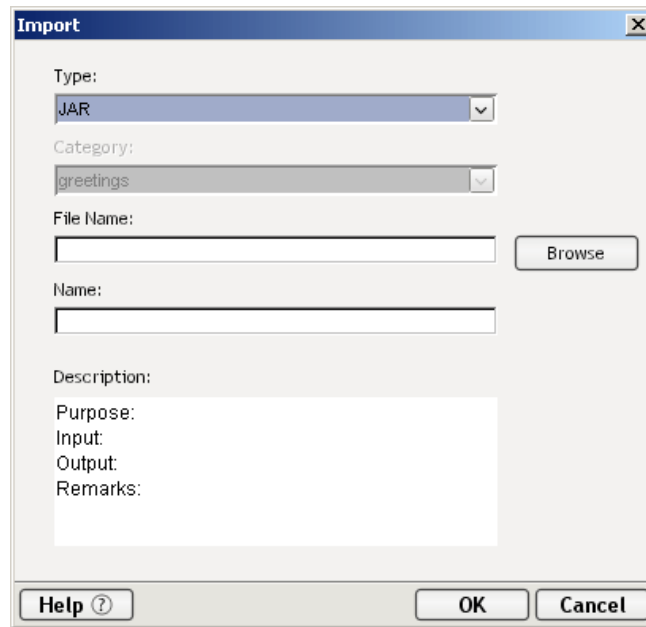 Import
Type:
JAR
Category:
greetings
File Name:
Browse
Name:
Description:
Purpose:
Input:
Output:
Remarks:
Help ?
OK
Cancel